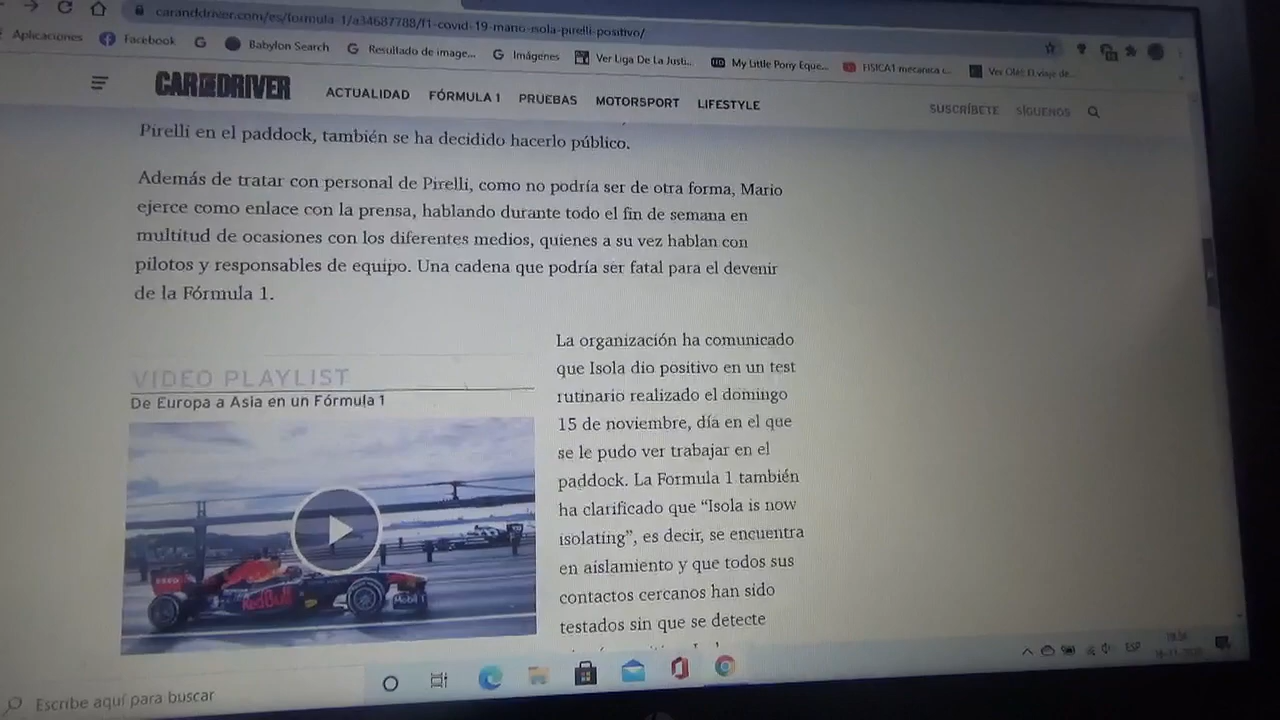 caranddriver.com/es/formula-1/a34687788/f1-covid-19-mario-isola-pirelli-positivo/
Aplicaciones Facebook Babylon Search Resultado de image... Imágenes Ver Liga De La Justi... My Little Pony Eque... FISICA1 mecanica
CAR AND DRIVER ACTUALIDAD FÓRMULA 1 PRUEBAS MOTORSPORT LIFESTYLE SUSCRÍBETE SÍGUENOS
Pirelli en el paddock, también se ha decidido hacerlo público.
Además de tratar con personal de Pirelli, como no podría ser de otra forma, Mario
ejerce como enlace con la prensa, hablando durante todo el fin de semana en
multitud de ocasiones con los diferentes medios, quienes a su vez hablan con
pilotos y responsables de equipo. Una cadena que podría ser fatal para el devenir
de la Fórmula 1.
VIDEO PLAYLIST
De Europa a Asia en un Fórmula 1
Red Bull
Mobil 1
La organización ha comunicado
que Isola dio positivo en un test
rutinario realizado el domingo
15 de noviembre, día en el que
se le pudo ver trabajar en el
paddock. La Formula 1 también
ha clarificado que “Isola is now
isolating”, es decir, se encuentra
en aislamiento y que todos sus
contactos cercanos han sido
testados sin que se detecte
Escribe aquí para buscar
ESP